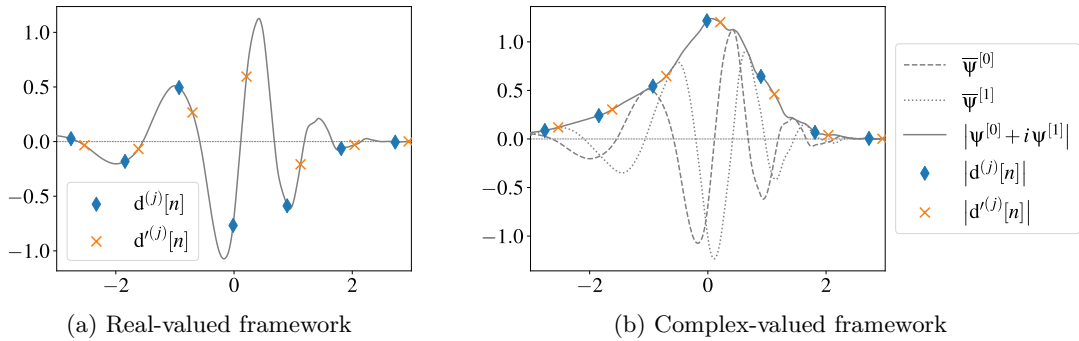 1.0
0.5
0.0
−0.5
−1.0
−2
0
2
d^(j)[n]
d′^(j)[n]
(a) Real-valued framework
1.0
0.5
0.0
0.5
1.0
−2
0
2
(b) Complex-valued framework
ψ̅^[0]
ψ̅^[1]
|ψ^[0] + i ψ^[1]|
|d^(j)[n]|
|d′^(j)[n]|